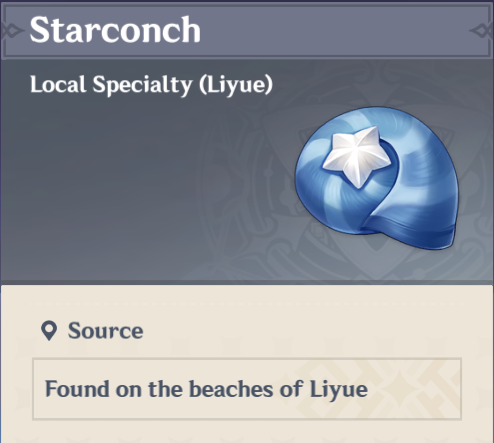 Starconch
Local Specialty (Liyue)
Source
Found on the beaches of Liyue